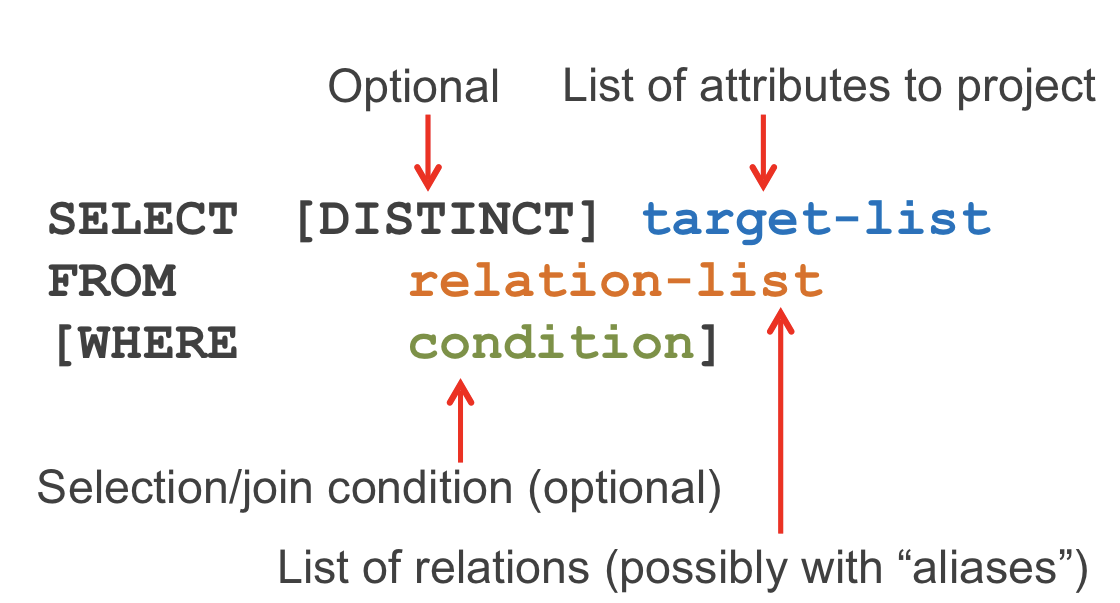 Optional List of attributes to project
SELECT [DISTINCT] target-list
FROM relation-list
[WHERE condition]
Selection/join condition (optional)
List of relations (possibly with “aliases”)